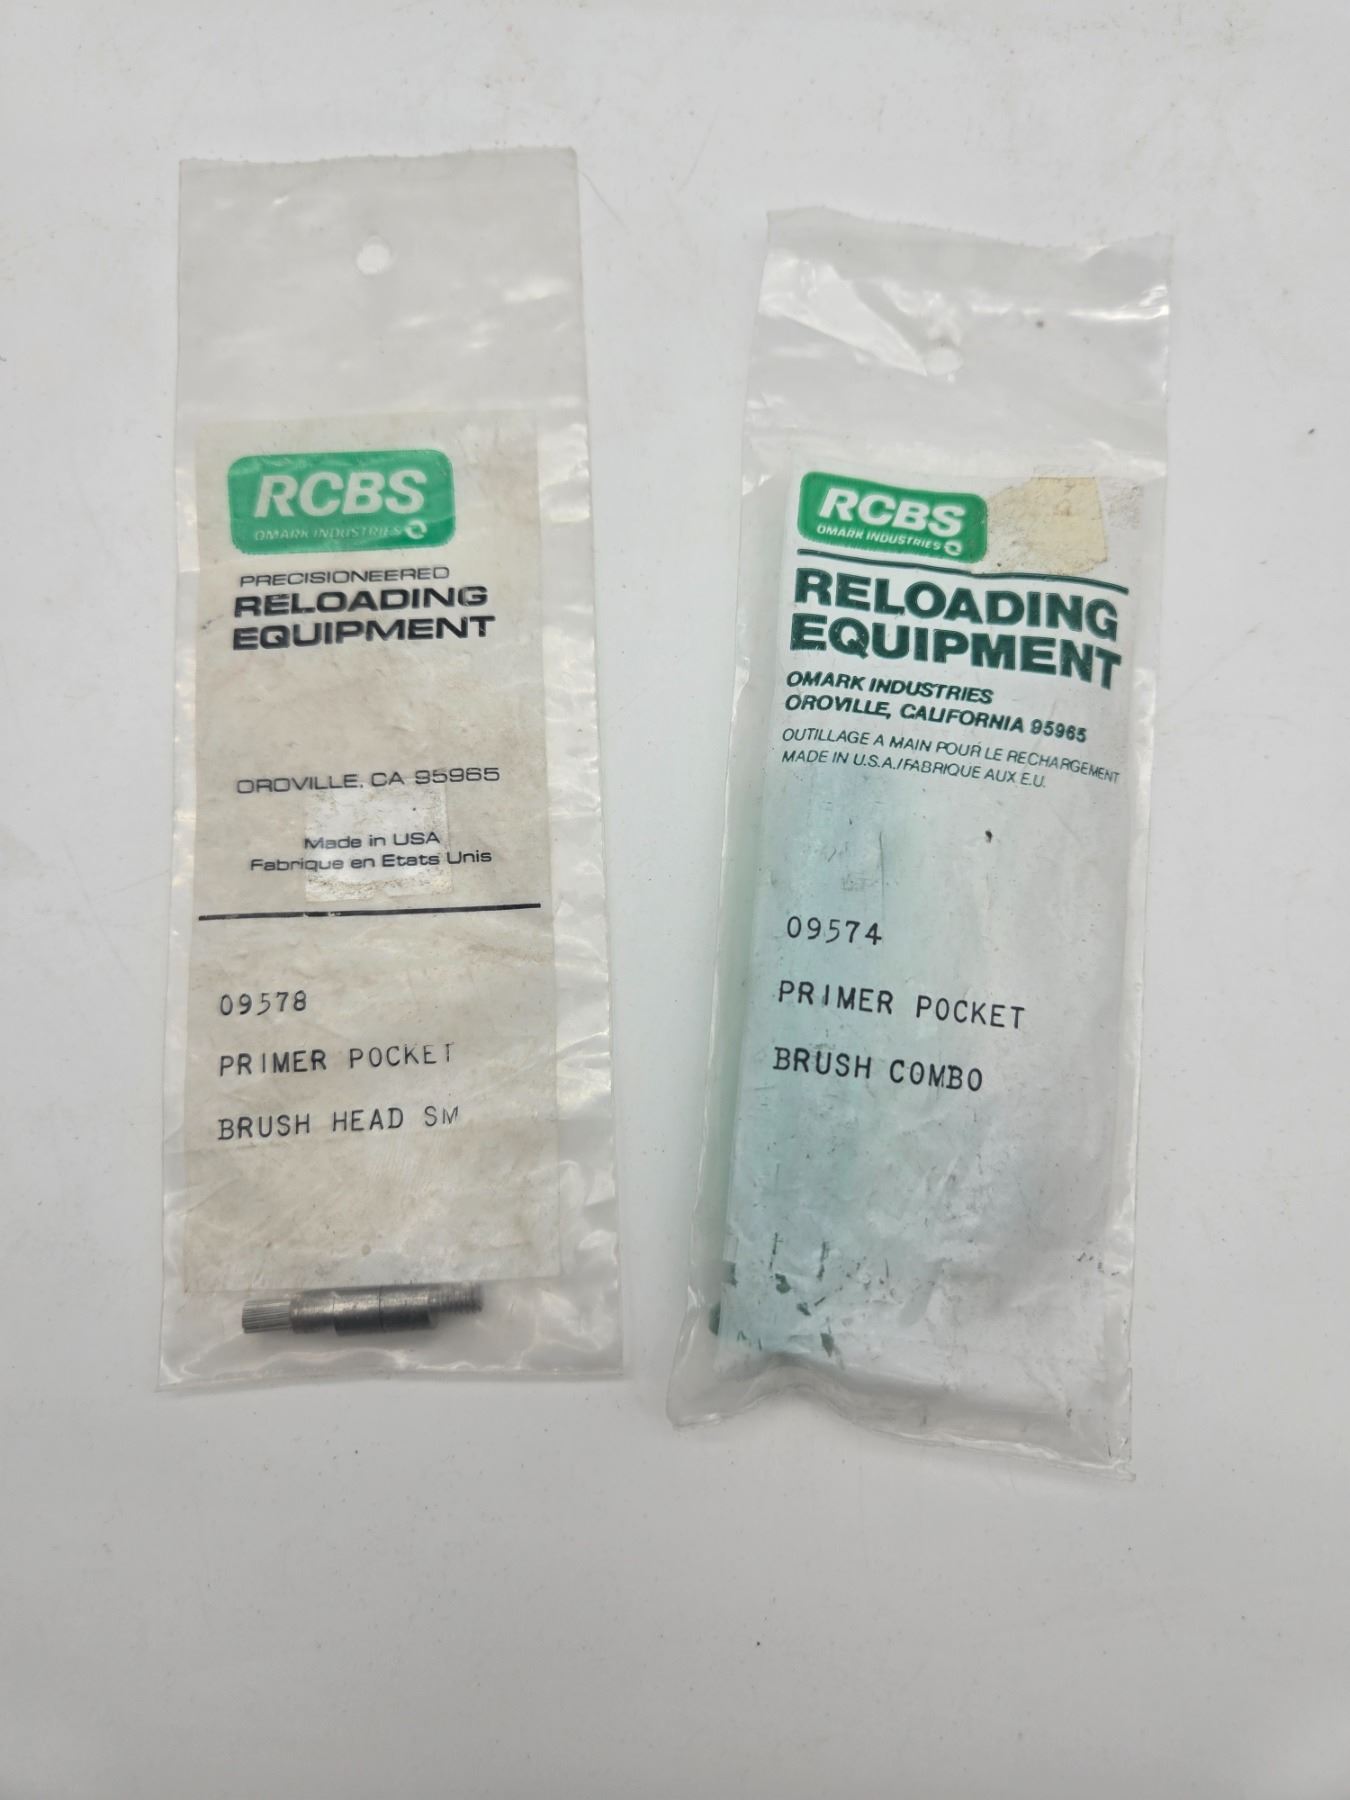 RCBS
OMARK INDUSTRIES
PRECISIONEERED
RELOADING
EQUIPMENT
OROVILLE, CA 95965
Made in USA
Fabrique en Etats Unis
09578
PRIMER POCKET
BRUSH HEAD SM
RCBS
OMARK INDUSTRIES
RELOADING
EQUIPMENT
OMARK INDUSTRIES
OROVILLE, CALIFORNIA 95965
OUTILLAGE A MAIN POUR LE RECHARGEMENT
MADE IN U.S.A./FABRIQUE AUX E.U.
09574
PRIMER POCKET
BRUSH COMBO